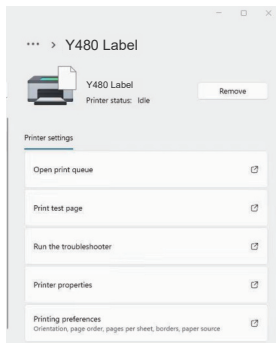 ··· > Y480 Label
Y480 Label
Printer status: Idle
Remove
Printer settings
Open print queue
Print test page
Run the troubleshooter
Printer properties
Printing preferences
Orientation, page order, pages per sheet, borders, paper source